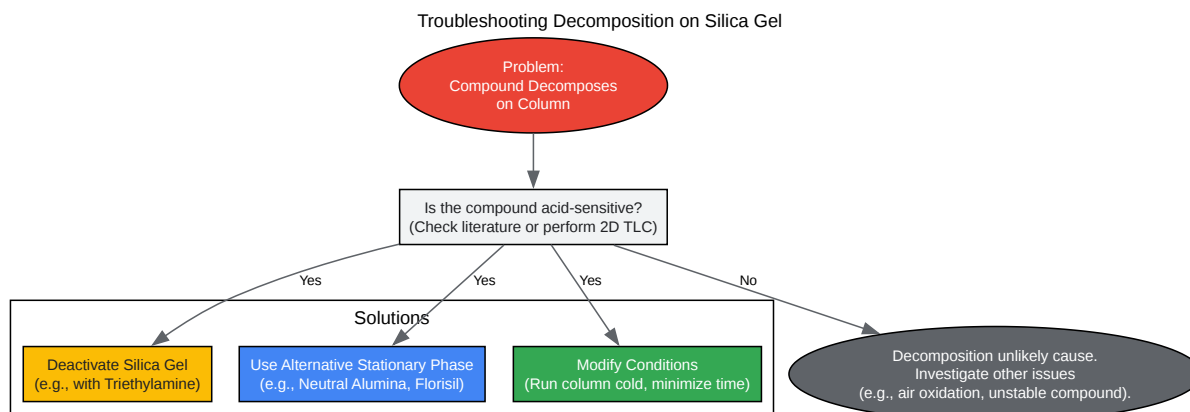 Troubleshooting Decomposition on Silica Gel
Problem:
Compound Decomposes
on Column
Is the compound acid-sensitive?
(Check literature or perform 2D TLC)
Yes
Yes
Yes
No
Solutions
Deactivate Silica Gel
(e.g., with Triethylamine)
Use Alternative Stationary Phase
(e.g., Neutral Alumina, Florisil)
Modify Conditions
(Run column cold, minimize time)
Decomposition unlikely cause.
Investigate other issues
(e.g., air oxidation, unstable compound).